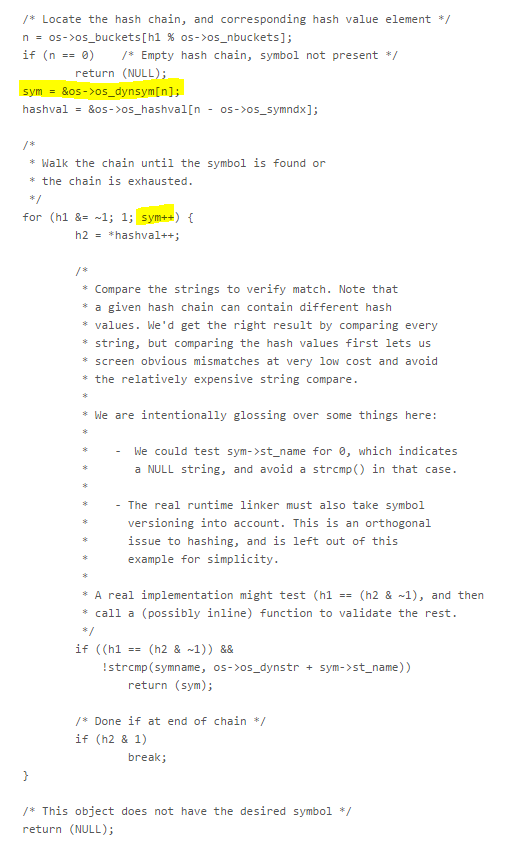 /* Locate the hash chain, and corresponding hash value element */
n = os->os_buckets[h1 % os->os_nbuckets];
if (n == 0)    /* Empty hash chain, symbol not present */
        return (NULL);
sym = &os->os_dynsym[n];
hashval = &os->os_hashval[n - os->os_symndx];

/*
 * Walk the chain until the symbol is found or
 * the chain is exhausted.
 */
for (h1 &= ~1; 1; sym++) {
        h2 = *hashval++;

        /*
         * Compare the strings to verify match. Note that
         * a given hash chain can contain different hash
         * values. We'd get the right result by comparing every
         * string, but comparing the hash values first lets us
         * screen obvious mismatches at very low cost and avoid
         * the relatively expensive string compare.
         *
         * We are intentionally glossing over some things here:
         *
         *    -  We could test sym->st_name for 0, which indicates
         *       a NULL string, and avoid a strcmp() in that case.
         *
         *    - The real runtime linker must also take symbol
         *      versioning into account. This is an orthogonal
         *      issue to hashing, and is left out of this
         *      example for simplicity.
         *
         * A real implementation might test (h1 == (h2 & ~1), and then
         * call a (possibly inline) function to validate the rest.
         */
        if ((h1 == (h2 & ~1)) &&
            !strcmp(symname, os->os_dynstr + sym->st_name))
                return (sym);

        /* Done if at end of chain */
        if (h2 & 1)
                break;
}

/* This object does not have the desired symbol */
return (NULL);